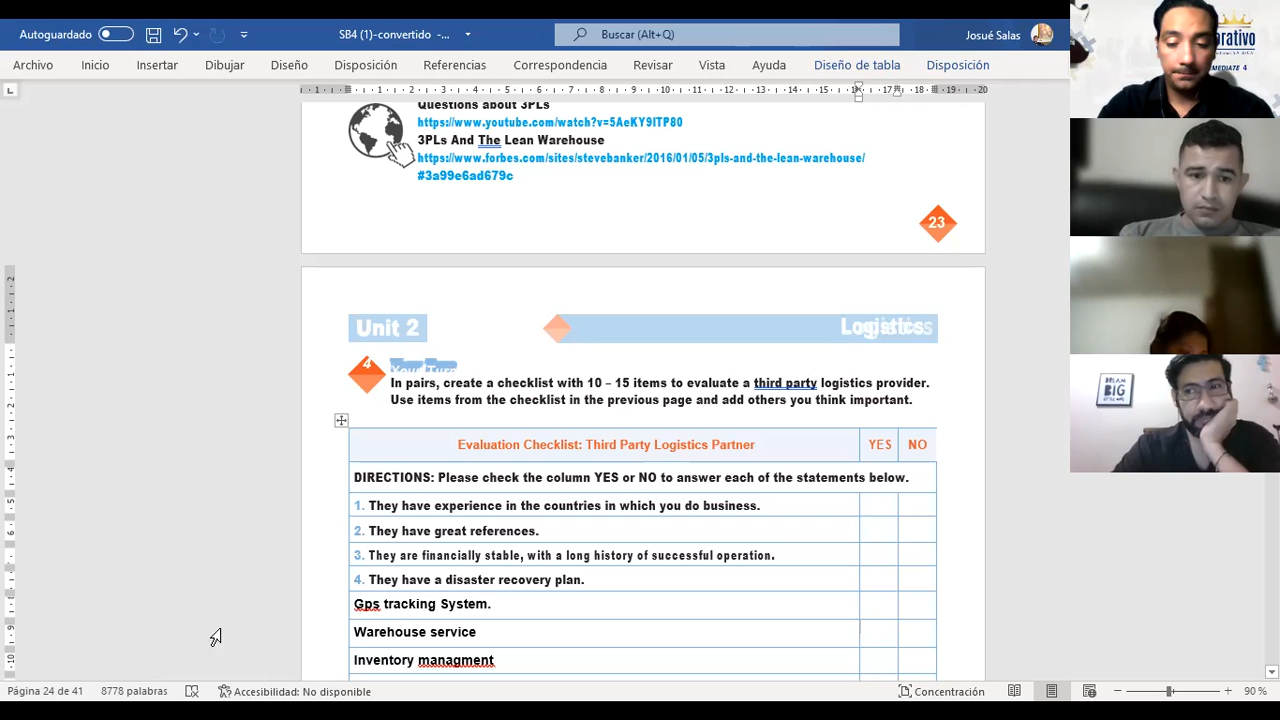 Autoguardado
SB4 (1)-convertido -...
Buscar (Alt+Q)
Josué Salas
Archivo Inicio Insertar Dibujar Diseño Disposición Referencias Correspondencia Revisar Vista Ayuda Diseño de tabla Disposición
Questions about 3PLs
https://www.youtube.com/watch?v=5AeKY9ITP80
3PLs And The Lean Warehouse
https://www.forbes.com/sites/stevebanker/2016/01/05/3pls-and-the-lean-warehouse/
#3a99e6ad679c
23
Unit 2
Logistics
4
Your Turn
In pairs, create a checklist with 10 – 15 items to evaluate a third party logistics provider.
Use items from the checklist in the previous page and add others you think important.
Evaluation Checklist: Third Party Logistics Partner YES NO
DIRECTIONS: Please check the column YES or NO to answer each of the statements below.
1. They have experience in the countries in which you do business.
2. They have great references.
3. They are financially stable, with a long history of successful operation.
4. They have a disaster recovery plan.
Gps tracking System.
Warehouse service
Inventory managment
Página 24 de 41 8778 palabras Accesibilidad: No disponible Concentración 90 %
DREAM
BIG